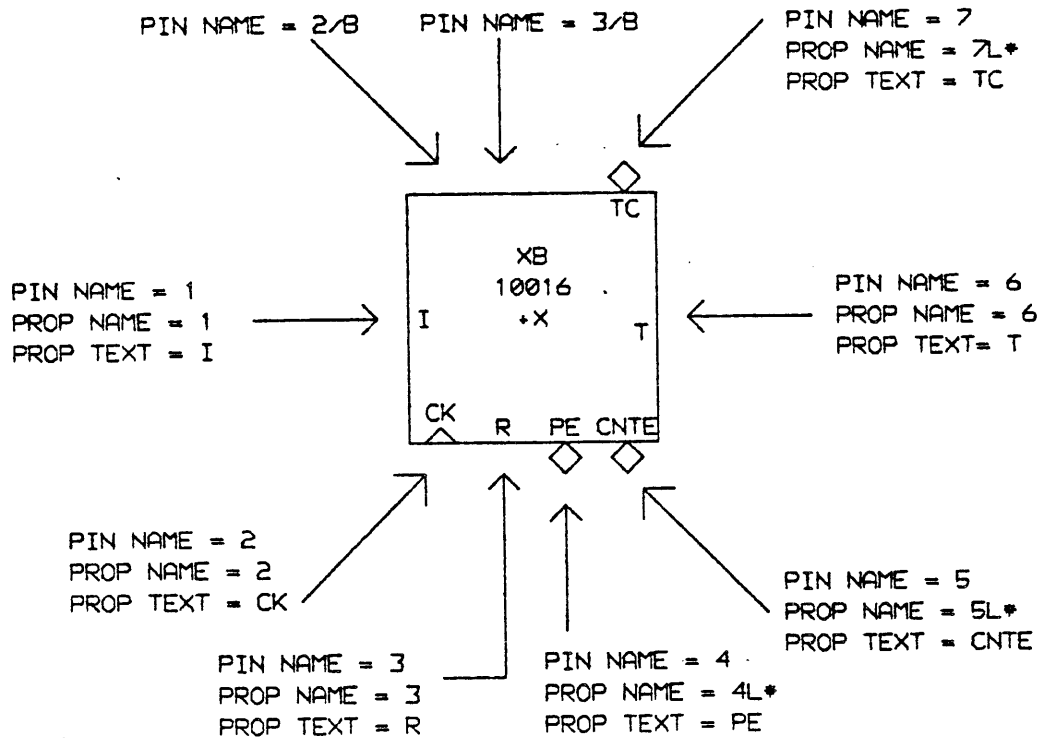 PIN NAME = 2/B
PIN NAME = 3/B
PIN NAME = 7
PROP NAME = 7L*
PROP TEXT = TC
TC
XB
10016
+X
I
T
PIN NAME = 1
PROP NAME = 1
PROP TEXT = I
PIN NAME = 6
PROP NAME = 6
PROP TEXT= T
CK
R
PE
CNTE
PIN NAME = 2
PROP NAME = 2
PROP TEXT = CK
PIN NAME = 3
PROP NAME = 3
PROP TEXT = R
PIN NAME = 4
PROP NAME = 4L*
PROP TEXT = PE
PIN NAME = 5
PROP NAME = 5L*
PROP TEXT = CNTE